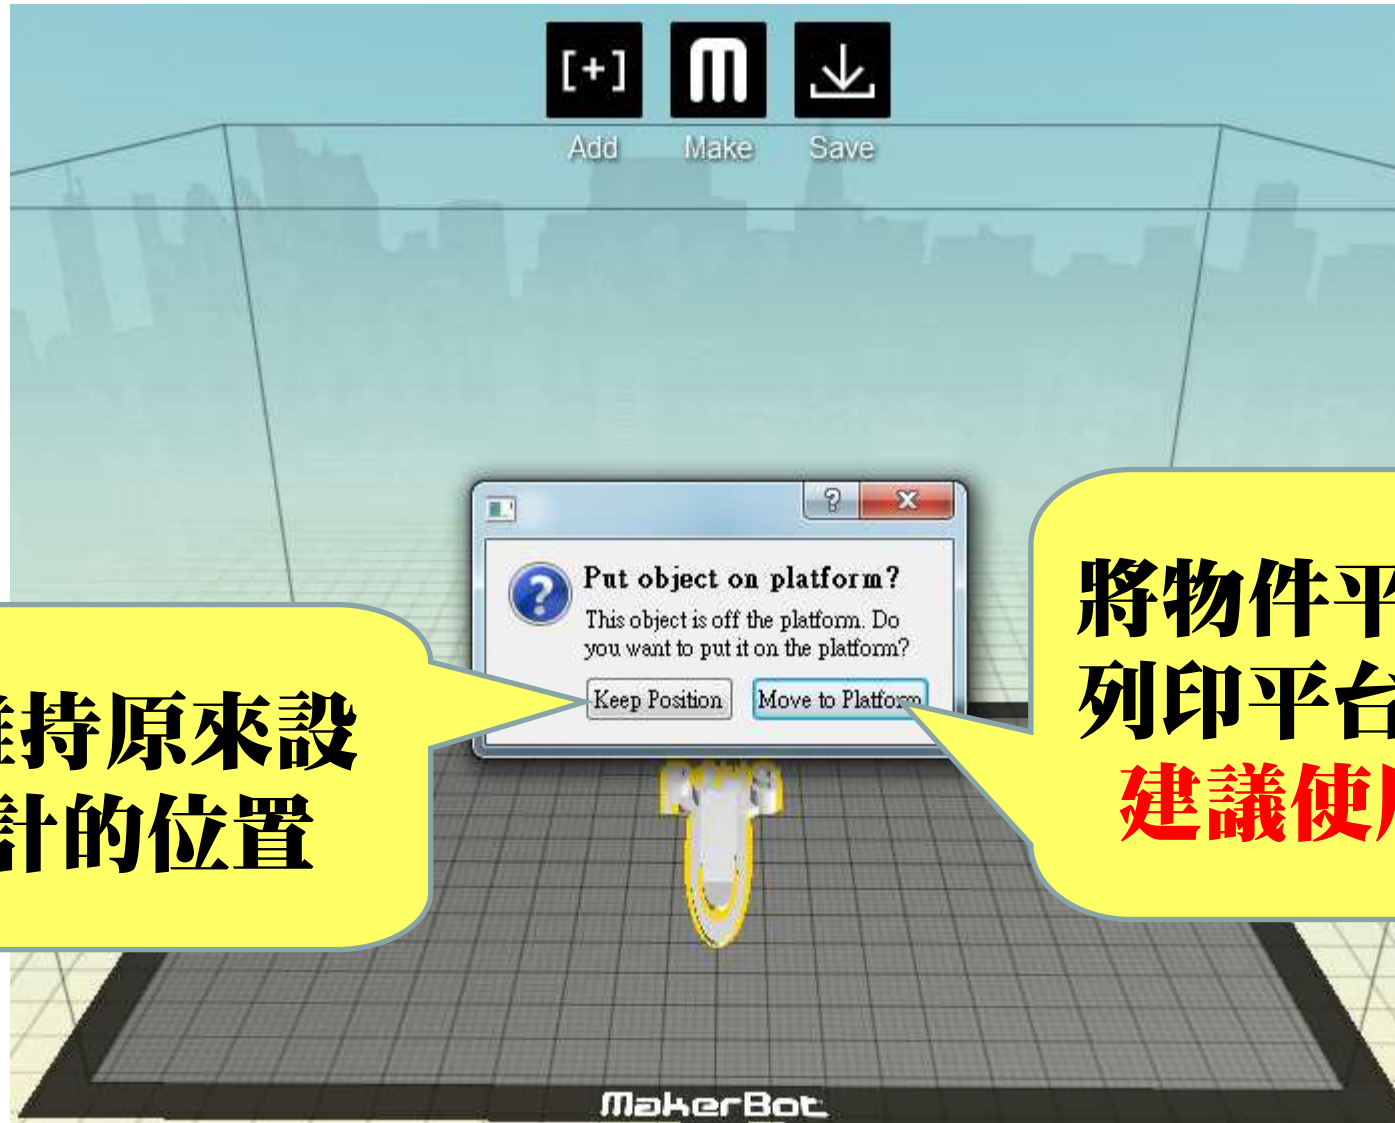 [+]
Add
Make
Save
Put object on platform?
This object is off the platform. Do
you want to put it on the platform?
Keep Position
Move to Platform
持原來設
計的位置
將物件平
列印平台
建議使
MakerBot